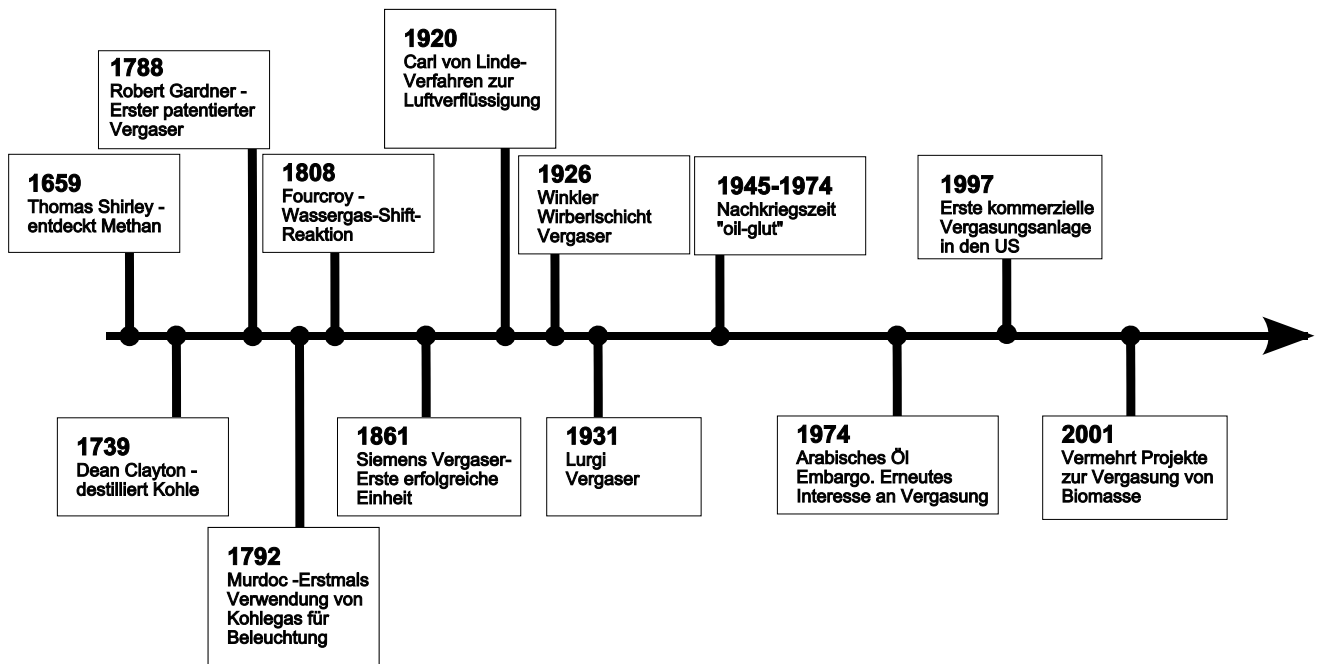 1659
Thomas Shirley -
entdeckt Methan
1739
Dean Clayton -
destilliert Kohle
1788
Robert Gardner -
Erster patentierter
Vergaser
1792
Murdoc -Erstmals
Verwendung von
Kohlegas für
Beleuchtung
1808
Fourcroy -
Wassergas-Shift-
Reaktion
1861
Siemens Vergaser-
Erste erfolgreiche
Einheit
1920
Carl von Linde-
Verfahren zur
Luftverflüssigung
1926
Winkler
Wirberlschicht
Vergaser
1931
Lurgi
Vergaser
1945-1974
Nachkriegszeit
"oil-glut"
1974
Arabisches Öl
Embargo. Erneutes
Interesse an Vergasung
1997
Erste kommerzielle
Vergasungsanlage
in den US
2001
Vermehrt Projekte
zur Vergasung von
Biomasse